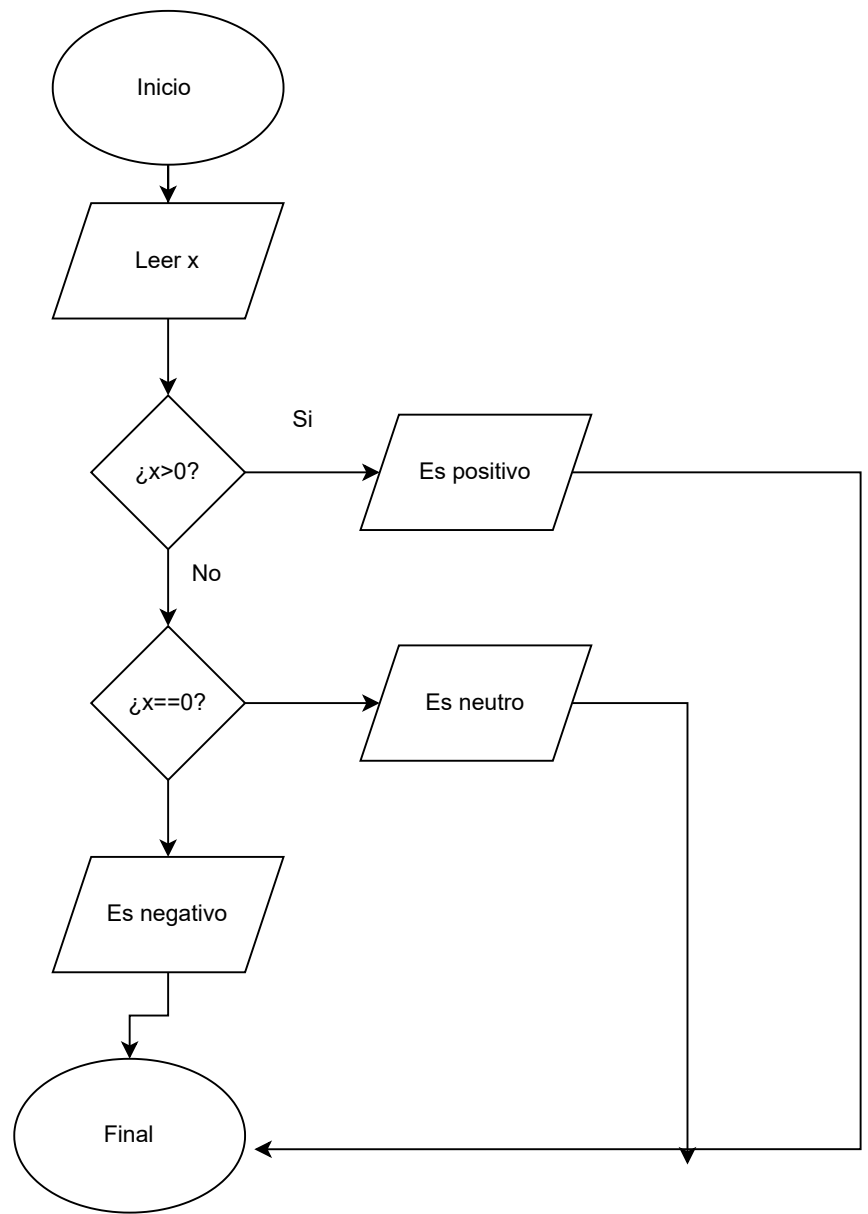 Inicio
Leer x
Si
¿x>0?
Es positivo
No
¿x==0?
Es neutro
Es negativo
Final